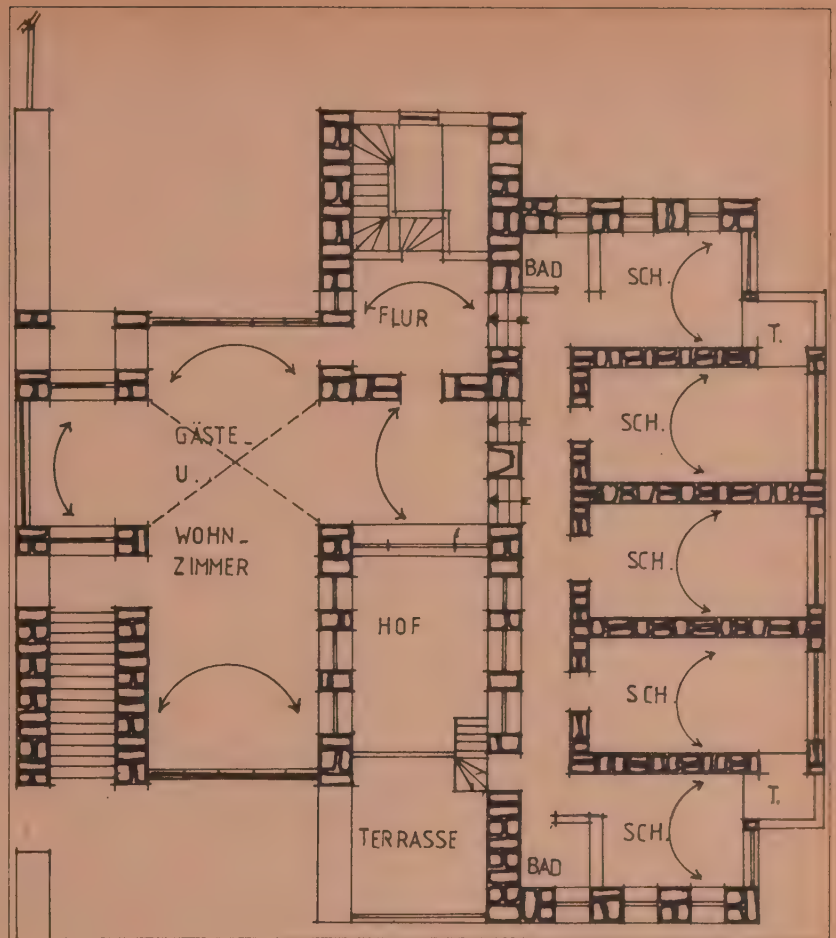 BAD
SCH.
FLUR
T.
SCH.
GÄSTE_
U.
WOHN_
ZIMMER
SCH.
HOF
SCH.
T.
SCH.
TERRASSE
BAD